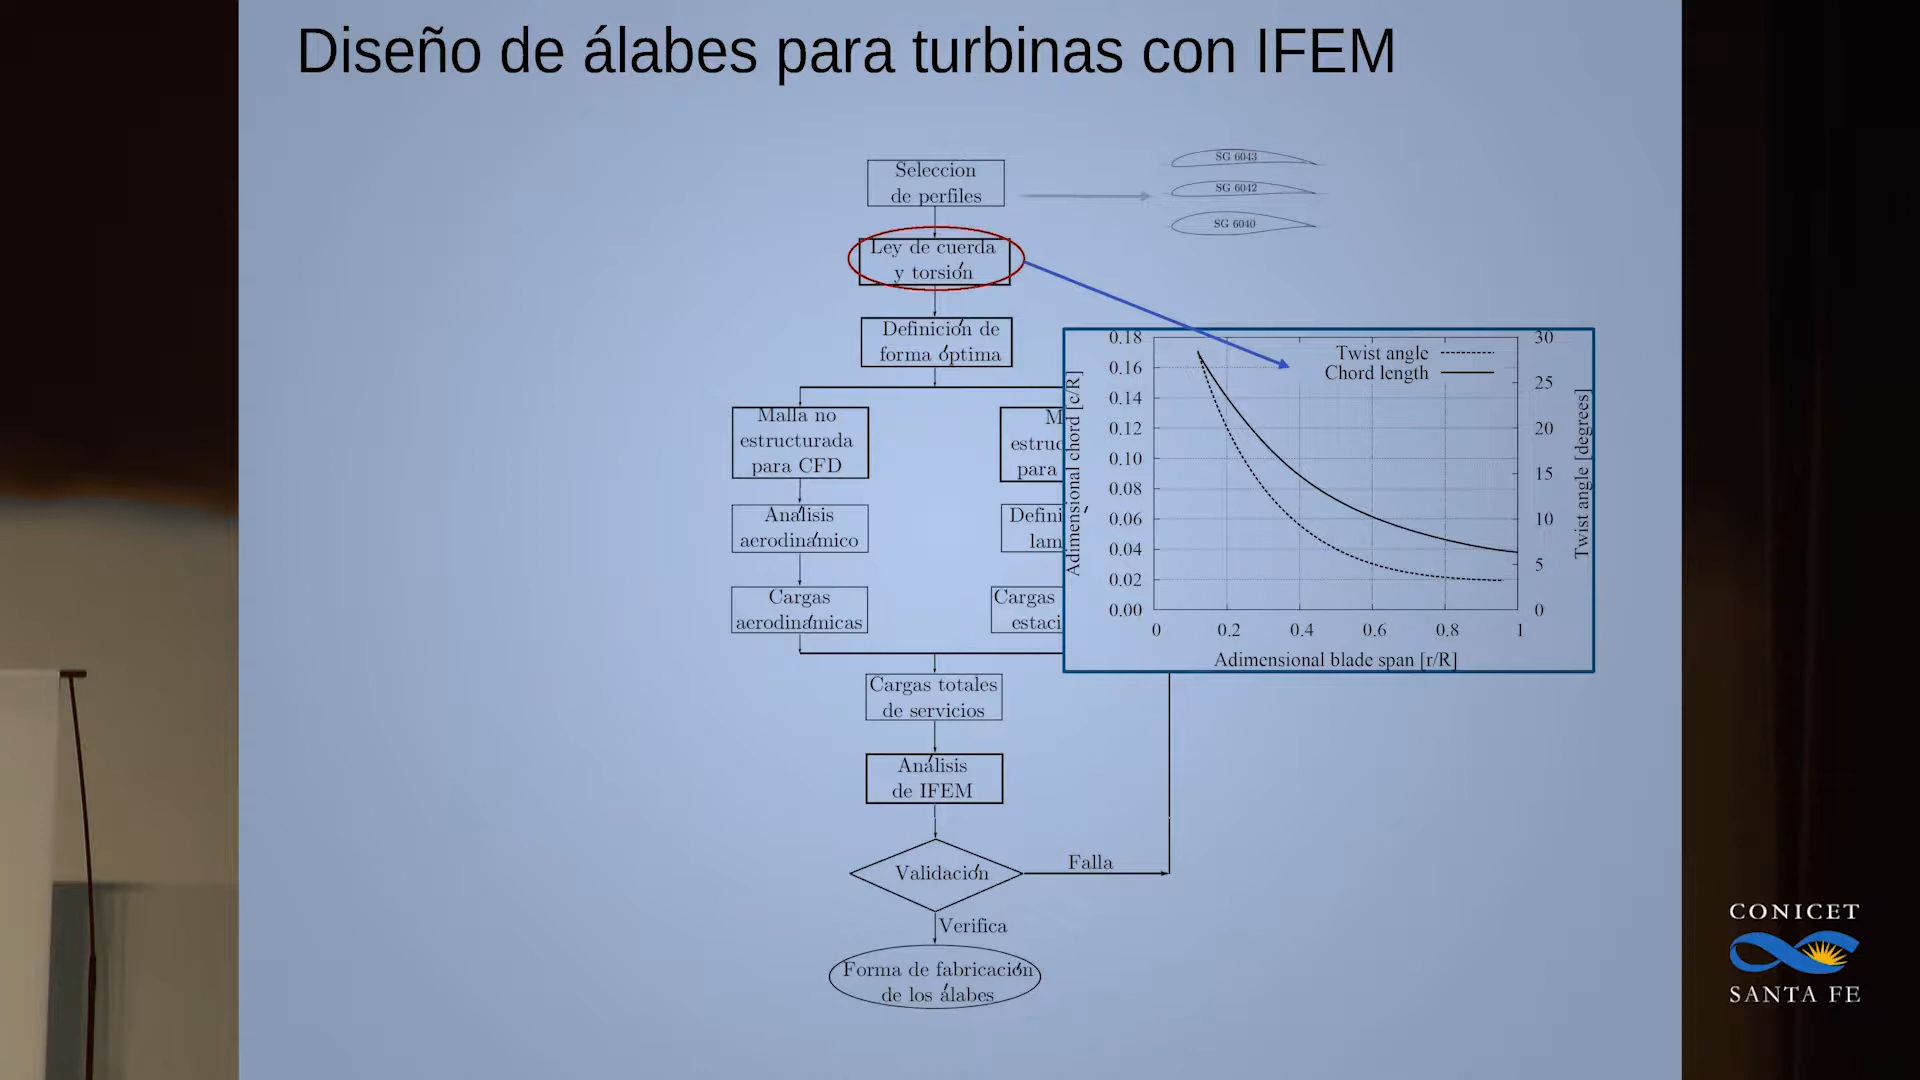 Diseño de álabes para turbinas con IFEM
Seleccion
de perfiles
SG 6043
SG 6042
SG 6040
Ley de cuerda
y torsión
Definición de
forma óptima
Malla no
estructurada
para CFD
M
estruc
para
Análisis
aerodinámico
Defini
lam
Cargas
aerodinámicas
Cargas
estaci
Twist angle
Chord length
Adimensional chord [c/R]
0.18
0.16
0.14
0.12
0.10
0.08
0.06
0.04
0.02
0.00
30
25
20
15
10
5
0
Twist angle [degrees]
0 0.2 0.4 0.6 0.8 1
Adimensional blade span [r/R]
Cargas totales
de servicios
Análisis
de IFEM
Validación
Falla
Verifica
Forma de fabricación
de los álabes
CONICET
SANTA FE